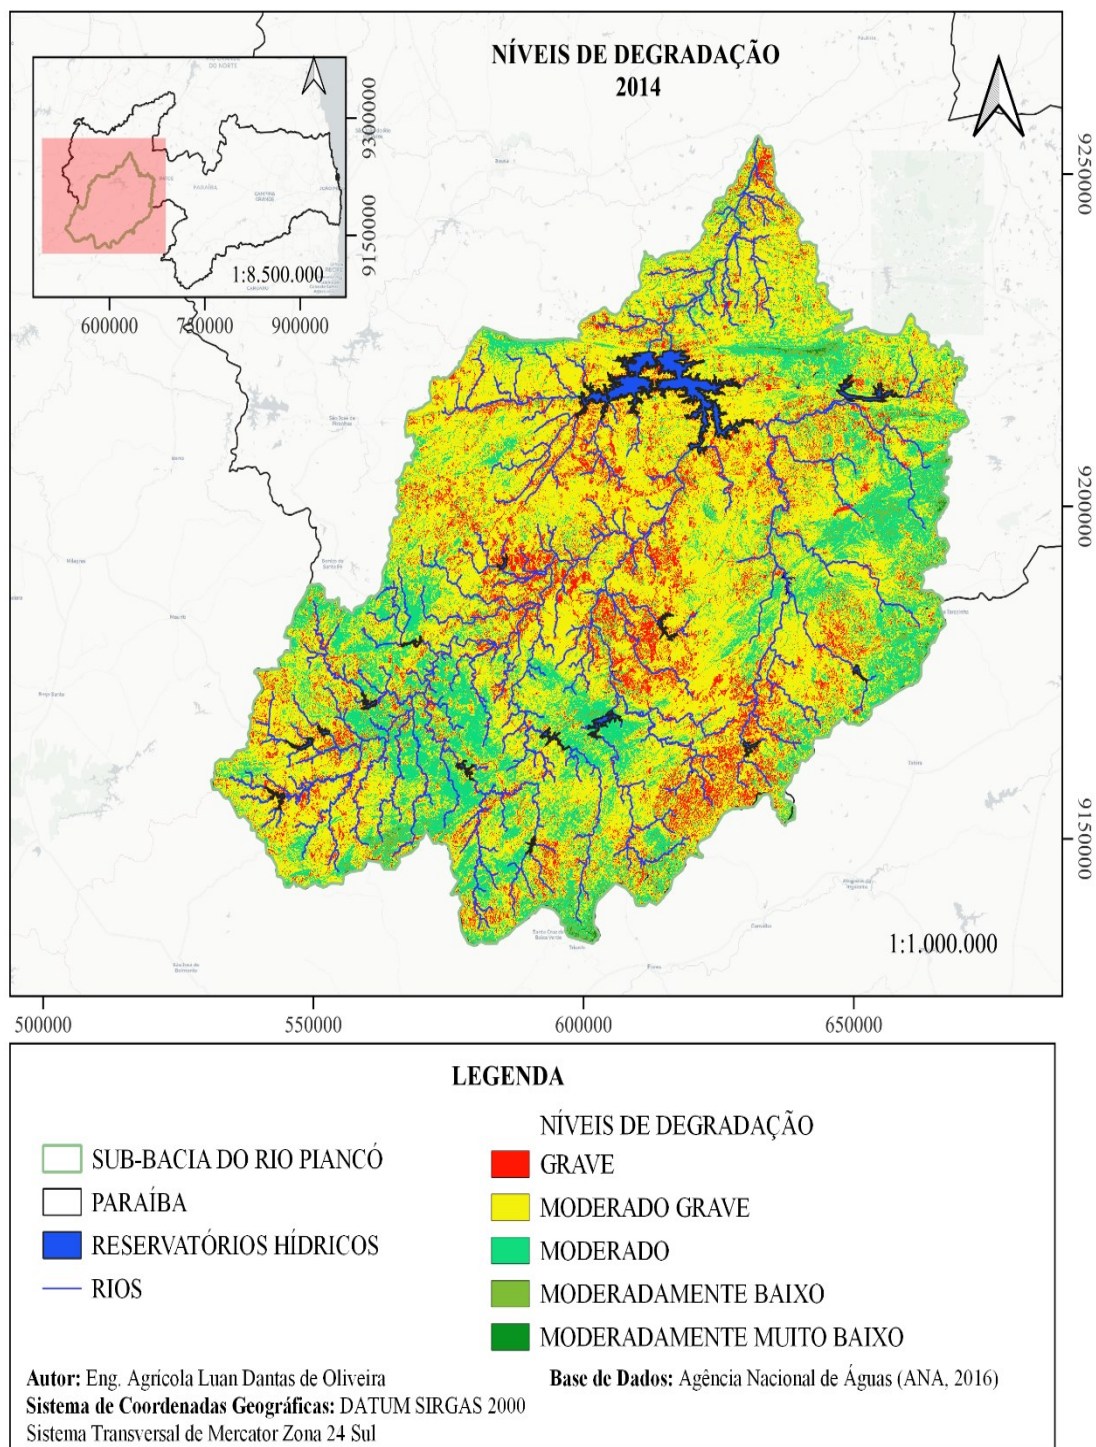 NÍVEIS DE DEGRADAÇÃO
2014
9300000
9150000
1:8.500.000
600000
750000
900000
PARAÍBA
CAMPINA
GRANDE
9250000
9200000
9150000
1:1.000.000
500000
550000
600000
650000
LEGENDA
SUB-BACIA DO RIO PIANCÓ
PARAÍBA
RESERVATÓRIOS HÍDRICOS
RIOS
NÍVEIS DE DEGRADAÇÃO
GRAVE
MODERADO GRAVE
MODERADO
MODERADAMENTE BAIXO
MODERADAMENTE MUITO BAIXO
Autor: Eng. Agrícola Luan Dantas de Oliveira
Base de Dados: Agência Nacional de Águas (ANA, 2016)
Sistema de Coordenadas Geográficas: DATUM SIRGAS 2000
Sistema Transversal de Mercator Zona 24 Sul